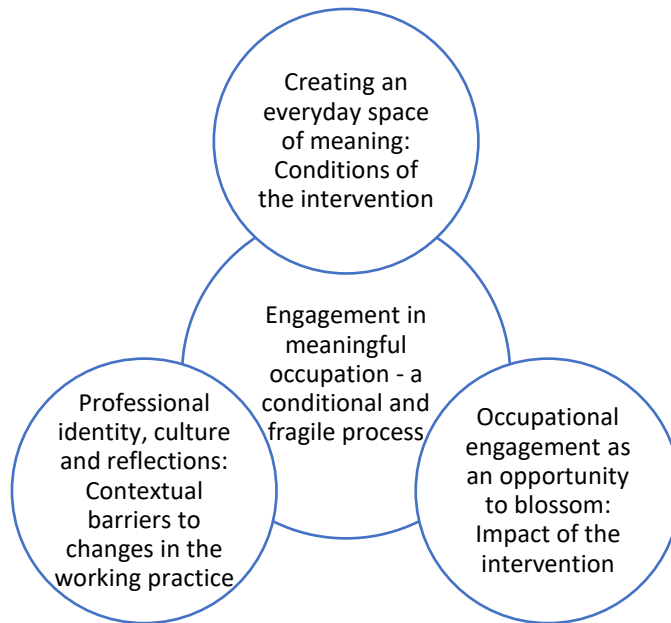 Creating an
everyday space
of meaning:
Conditions of
the intervention
Engagement in
meaningful
occupation - a
conditional and
fragile process
Professional
identity, culture
and reflections:
Contextual
barriers to
changes in the
working practice
Occupational
engagement as
an opportunity
to blossom:
Impact of the
intervention